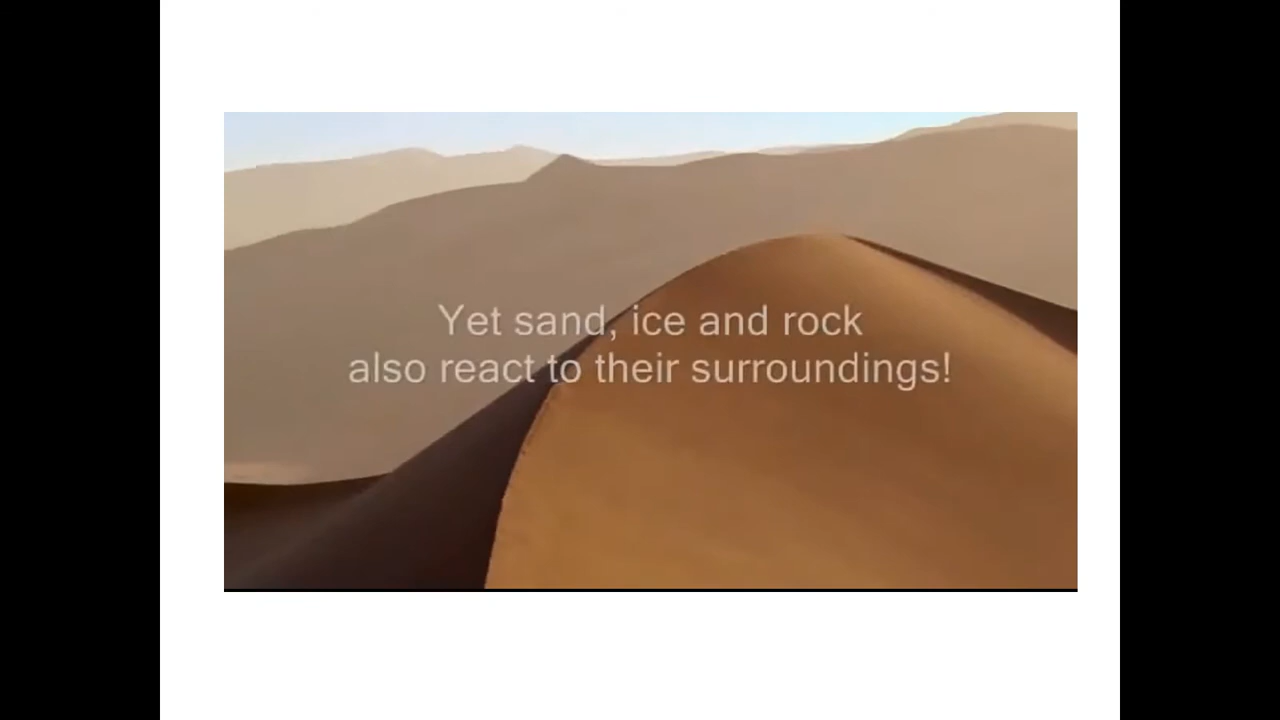 Yet sand, ice and rock
also react to their surroundings!